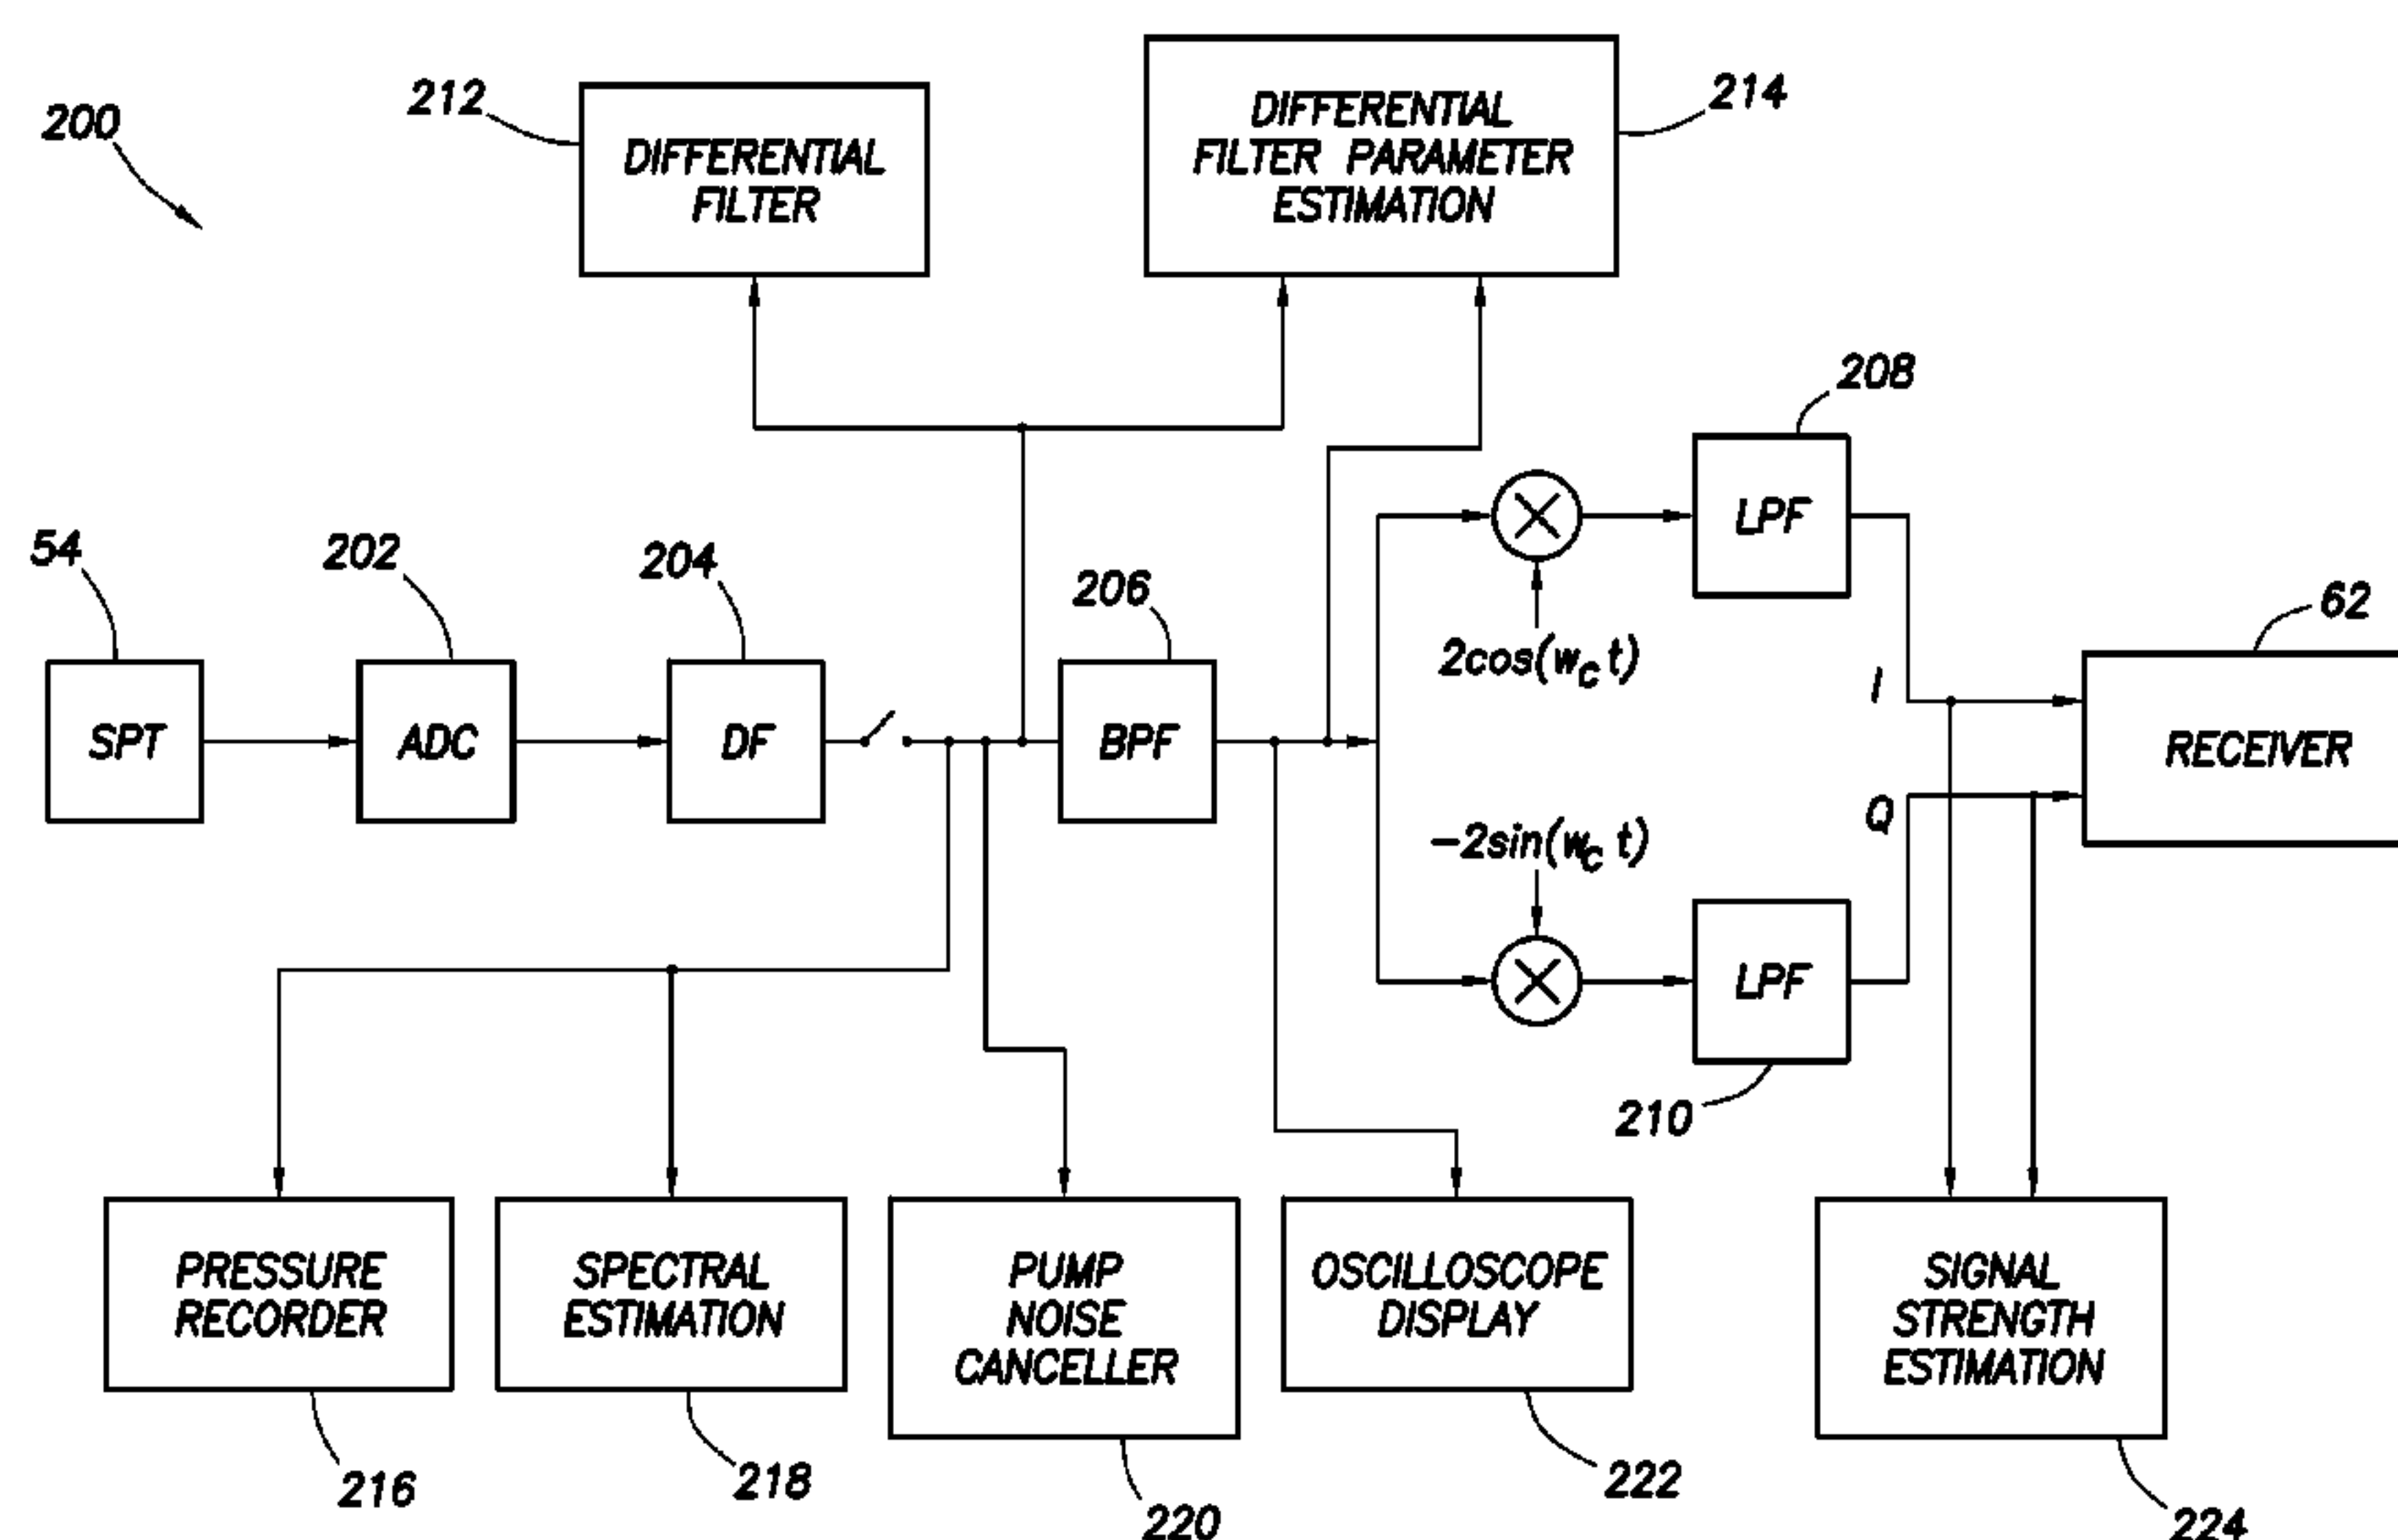 200
212
DIFFERENTIAL
FILTER
DIFFERENTIAL
FILTER PARAMETER
ESTIMATION
214
54
SPT
202
ADC
204
DF
206
BPF
2cos(w_c t)
-2sin(w_c t)
208
LPF
LPF
210
I
Q
62
RECEIVER
PRESSURE
RECORDER
216
SPECTRAL
ESTIMATION
218
PUMP
NOISE
CANCELLER
220
OSCILLOSCOPE
DISPLAY
222
SIGNAL
STRENGTH
ESTIMATION
224